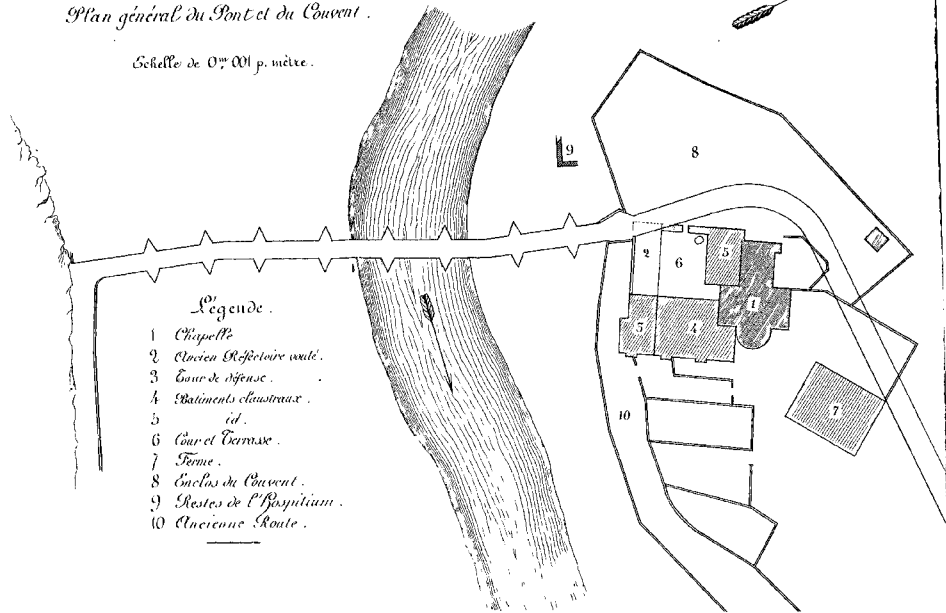 Plan général du Pont et du Couvent.
Echelle de 0m,001 p. mètre.
9
8
2
6
5
1
3
4
7
10
Légende.
1 Chapelle
2 Ancien Réfectoire vouté.
3 Tour de défense.
4 Batiments claustraux.
5 id.
6 Cour et Terrasse.
7 Ferme.
8 Enclos du Couvent.
9 Restes de l'Hospitium.
10 Ancienne Route.